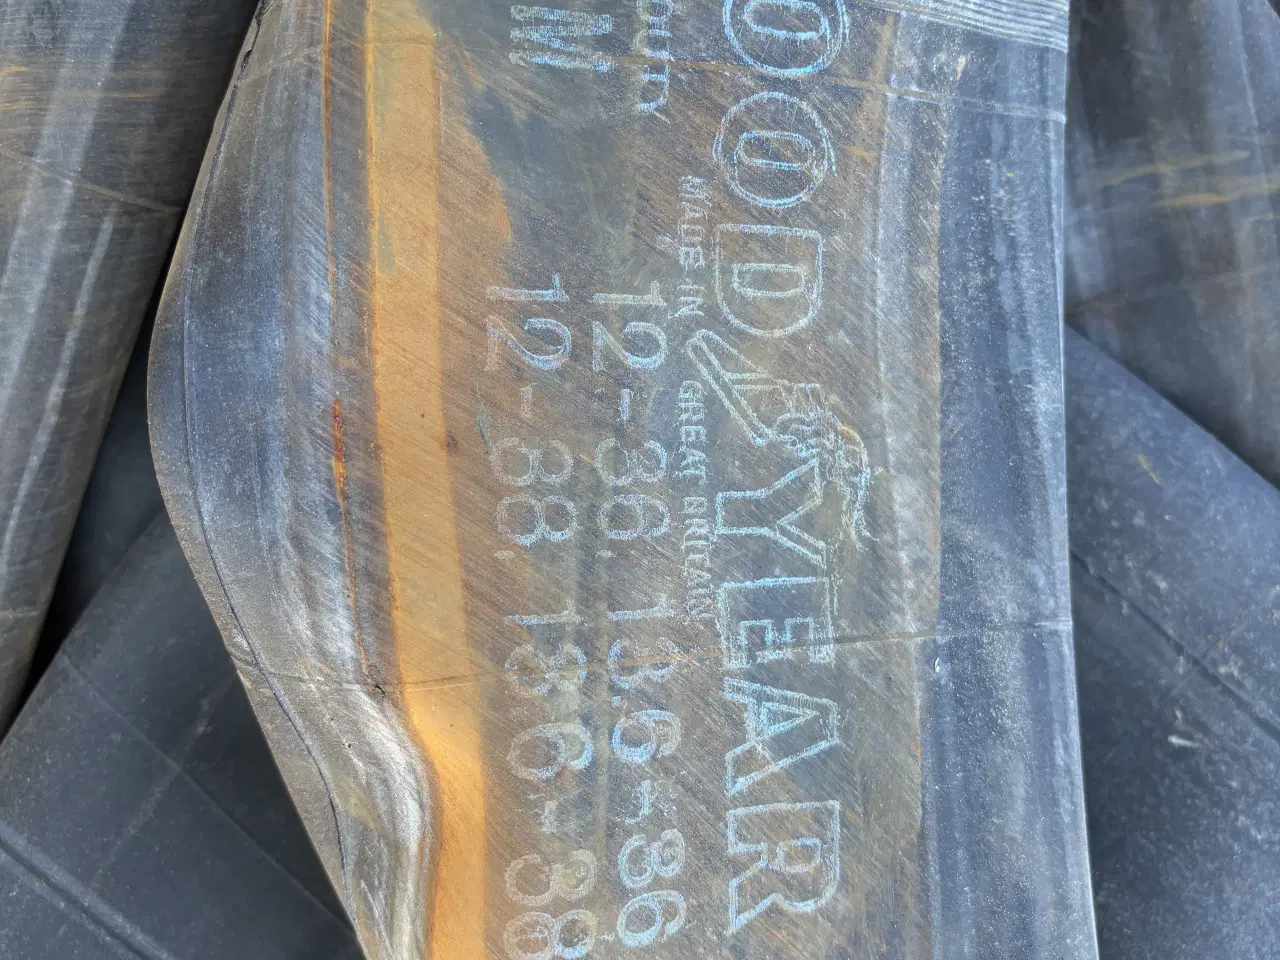 OODYEAR
MADE IN GREAT BRITAIN
M
12-36, 13.6-36
12-38, 13.6-38